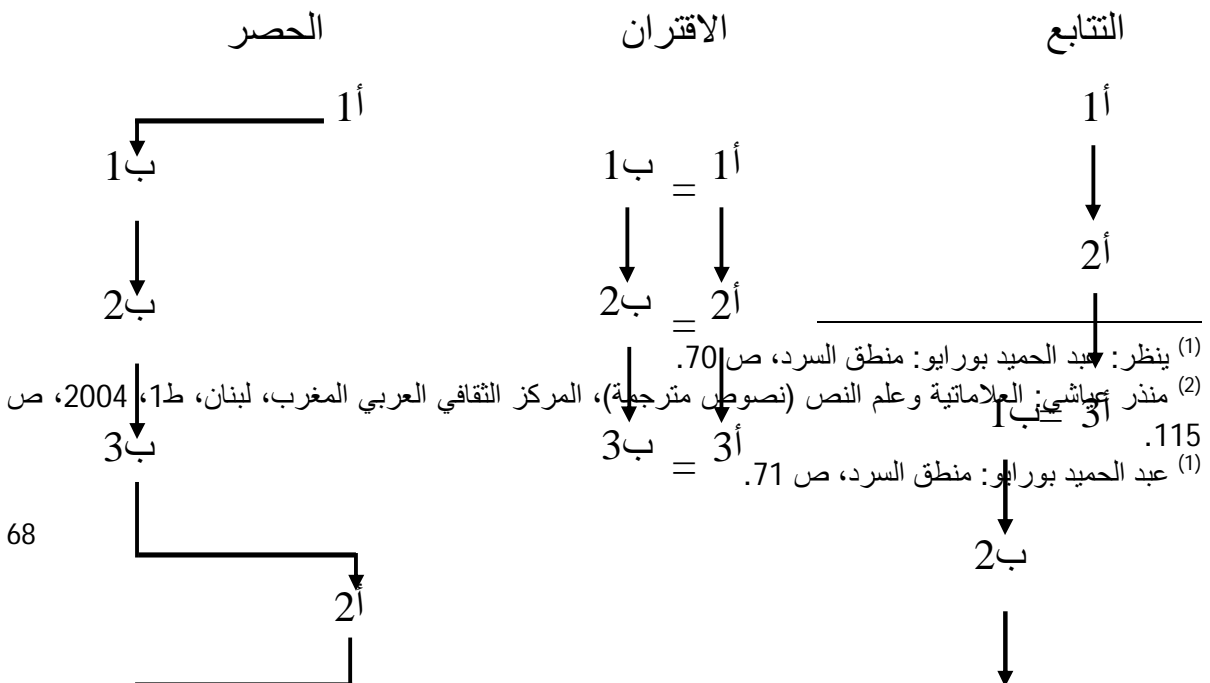 التتابع الاقتران الحصر
أ1 أ1
أ1 = ب1 ب1
أ2
أ2 = ب2 ب2
(1) ينظر: عبد الحميد بورايو: منطق السرد، ص 70.
(2) منذر عياشي: العلاماتية وعلم النص (نصوص مترجمة)، المركز الثقافي العربي المغرب، لبنان، ط1، 2004، ص
115.
أ3 = ب1
أ3 = ب3 ب3
(1) عبد الحميد بورايو: منطق السرد، ص 71.
68
ب2
أ2